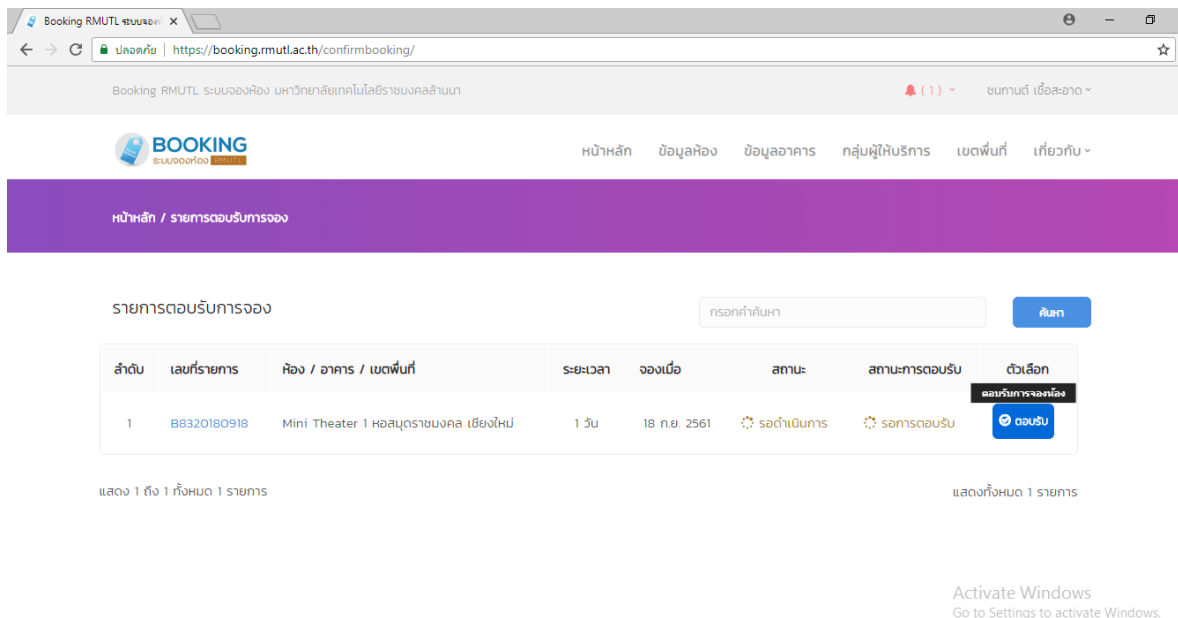 Booking RMUTL ระบบจองห้
ปลอดภัย | https://booking.rmutl.ac.th/confirmbooking/
Booking RMUTL ระบบจองห้อง มหาวิทยาลัยเทคโนโลยีราชมงคลล้านนา ( 1 ) ชนกานต์ เชื้อสะอาด
BOOKING หน้าหลัก ข้อมูลห้อง ข้อมูลอาคาร กลุ่มผู้ให้บริการ เขตพื้นที่ เกี่ยวกับ
ระบบจองห้อง RMUTL
หน้าหลัก / รายการตอบรับการจอง
รายการตอบรับการจอง กรอกคำค้นหา ค้นหา
ลำดับ เลขที่รายการ ห้อง / อาคาร / เขตพื้นที่ ระยะเวลา จองเมื่อ สถานะ สถานะการตอบรับ ตัวเลือก
ตอบรับการจองห้อง
1 B8320180918 Mini Theater 1 หอสมุดราชมงคล เชียงใหม่ 1 วัน 18 ก.ย. 2561 รอดำเนินการ รอการตอบรับ ตอบรับ
แสดง 1 ถึง 1 ทั้งหมด 1 รายการ แสดงทั้งหมด 1 รายการ
Activate Windows
Go to Settings to activate Windows.